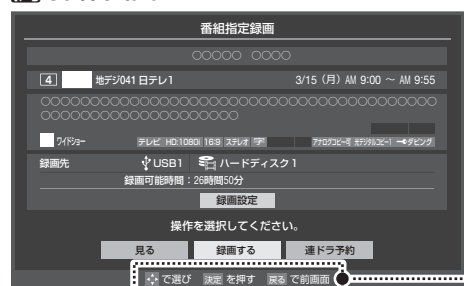 番組指定録画
○○○○○ ○○○○
4 地デジ041 日テレ1 3/15 (月) AM 9:00 ～ AM 9:55
○○○○○○○○○○○○○○○○○○○○○○○○○○○○○○○○○○○○
○○○○○○○○○○○○○○○○○○
ワイドショー テレビ HD:1080i 16:9 ステレオ 字 アナログコピー可 光デジタルコピー1 ダビング
録画先 USB1 ハードディスク1
録画可能時間：26時間50分
録画設定
操作を選択してください。
見る 録画する 連ドラ予約
で選び 決定 を押す 戻る で前画面